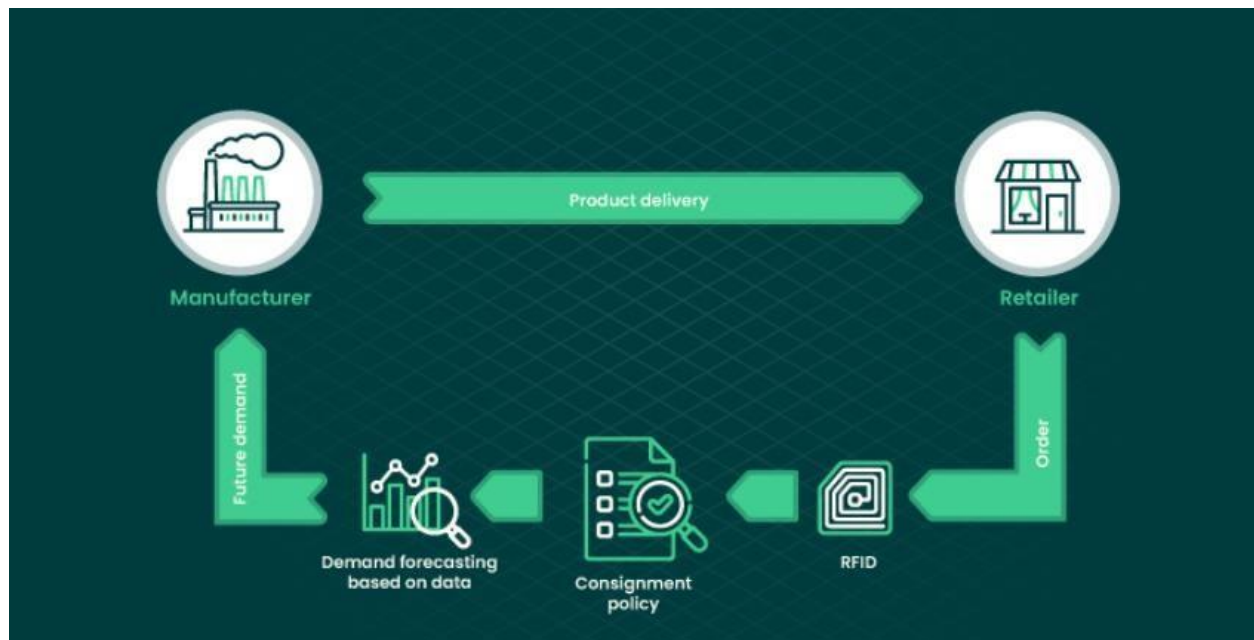 Product delivery
Manufacturer
Retailer
Future demand
Order
Demand forecasting
based on data
Consignment
policy
RFID